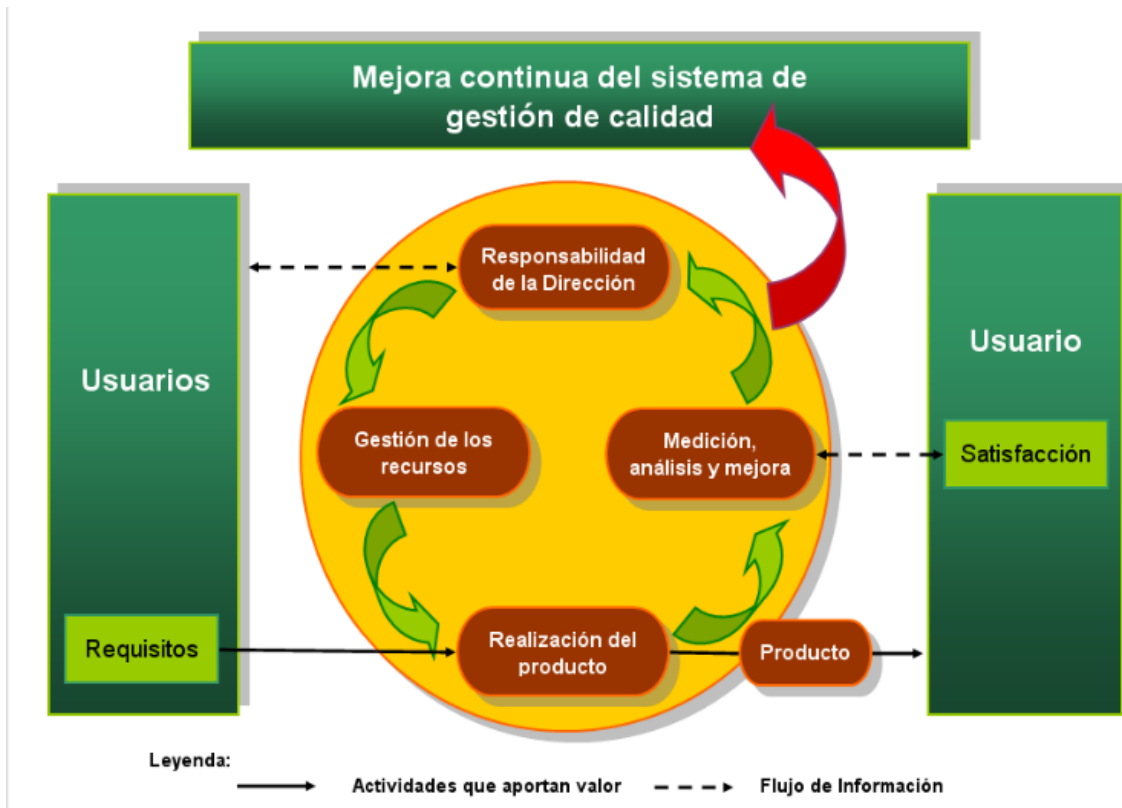 Mejora continua del sistema de
gestión de calidad
Responsabilidad
de la Dirección
Usuarios
Usuario
Gestión de los
recursos
Medición,
análisis y mejora
Satisfacción
Requisitos
Realización del
producto
Producto
Leyenda:
Actividades que aportan valor
Flujo de Información